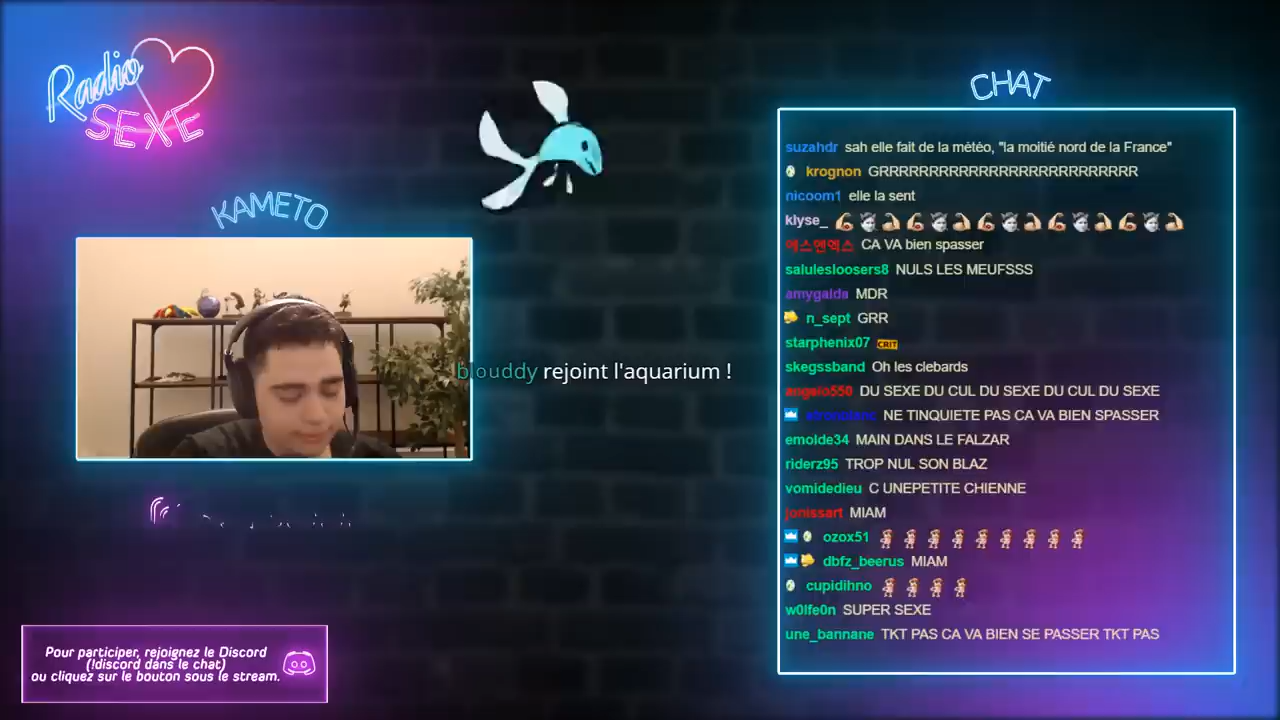 Radio
SEXE
KAMETO
blouddy rejoint l'aquarium !
Pour participer, rejoignez le Discord
(!discord dans le chat)
ou cliquez sur le bouton sous le stream.
CHAT
suzahdr sah elle fait de la météo, "la moitié nord de la France"
krognon GRRRRRRRRRRRRRRRRRRRRRRRRRR
nicoom1 elle la sent
klyse_
에스앤엑스 CA VA bien spasser
salulesloosers8 NULS LES MEUFSSS
amygalda MDR
n_sept GRR
starphenix07 CRIT
skegssband Oh les clebards
angelo550 DU SEXE DU CUL DU SEXE DU CUL DU SEXE
NE TINQUIETE PAS CA VA BIEN SPASSER
emolde34 MAIN DANS LE FALZAR
riderz95 TROP NUL SON BLAZ
vomidedieu C UNEPETITE CHIENNE
jonissart MIAM
ozox51
dbfz_beerus MIAM
cupidihno
w0lfe0n SUPER SEXE
une_bannane TKT PAS CA VA BIEN SE PASSER TKT PAS